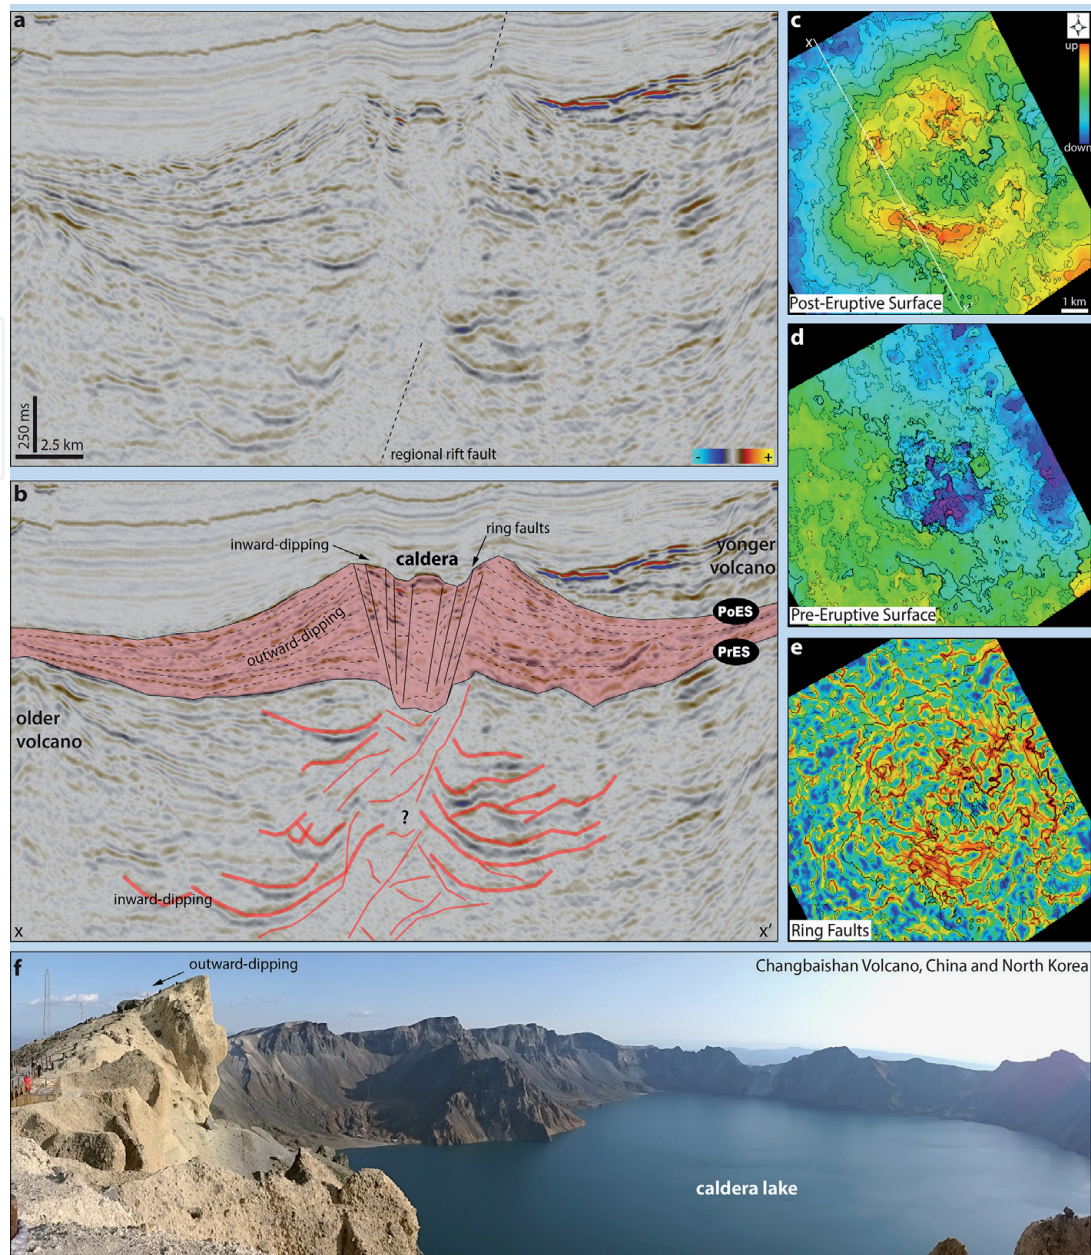 a
250 ms
2.5 km
regional rift fault
- +
b
inward-dipping
caldera
ring faults
yonger
volcano
outward-dipping
PoES
PrES
older
volcano
?
inward-dipping
x
x'
c
x
up
down
Post-Eruptive Surface
1 km
d
Pre-Eruptive Surface
e
Ring Faults
f
outward-dipping
Changbaishan Volcano, China and North Korea
caldera lake